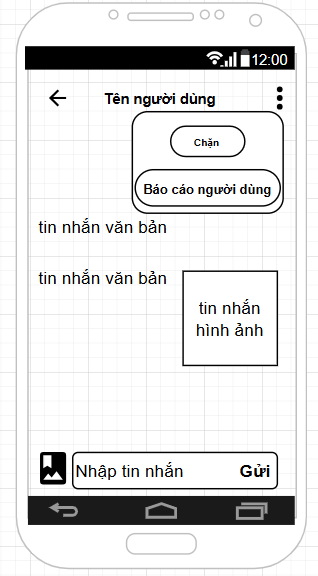 12:00
Tên người dùng
Chặn
Báo cáo người dùng
tin nhắn văn bản
tin nhắn văn bản
tin nhắn
hình ảnh
Nhập tin nhắn Gửi